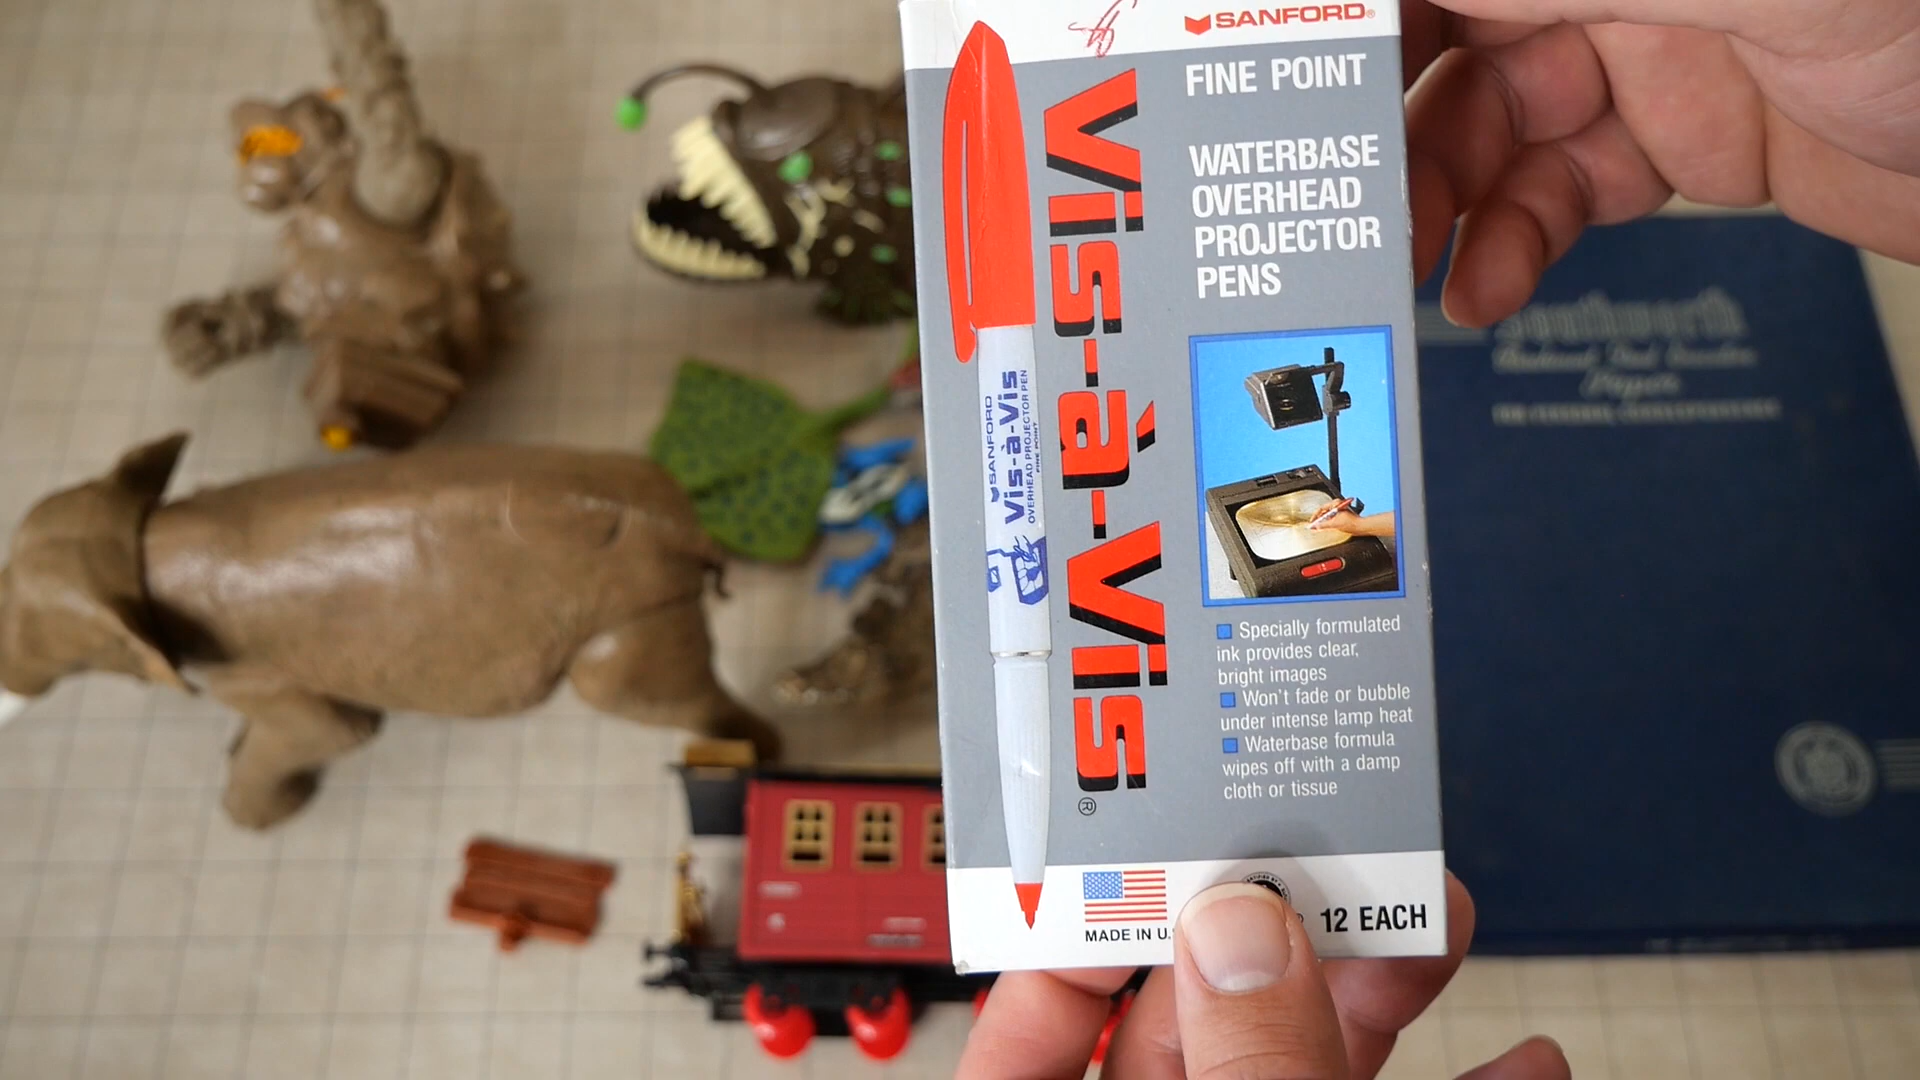 SANFORD®
FINE POINT
WATERBASE
OVERHEAD
PROJECTOR
PENS
Vis-à-Vis®
SANFORD
Vis-à-Vis
OVERHEAD PROJECTOR PEN
FINE POINT
Specially formulated
ink provides clear,
bright images
Won't fade or bubble
under intense lamp heat
Waterbase formula
wipes off with a damp
cloth or tissue
MADE IN U.
12 EACH
Southworth